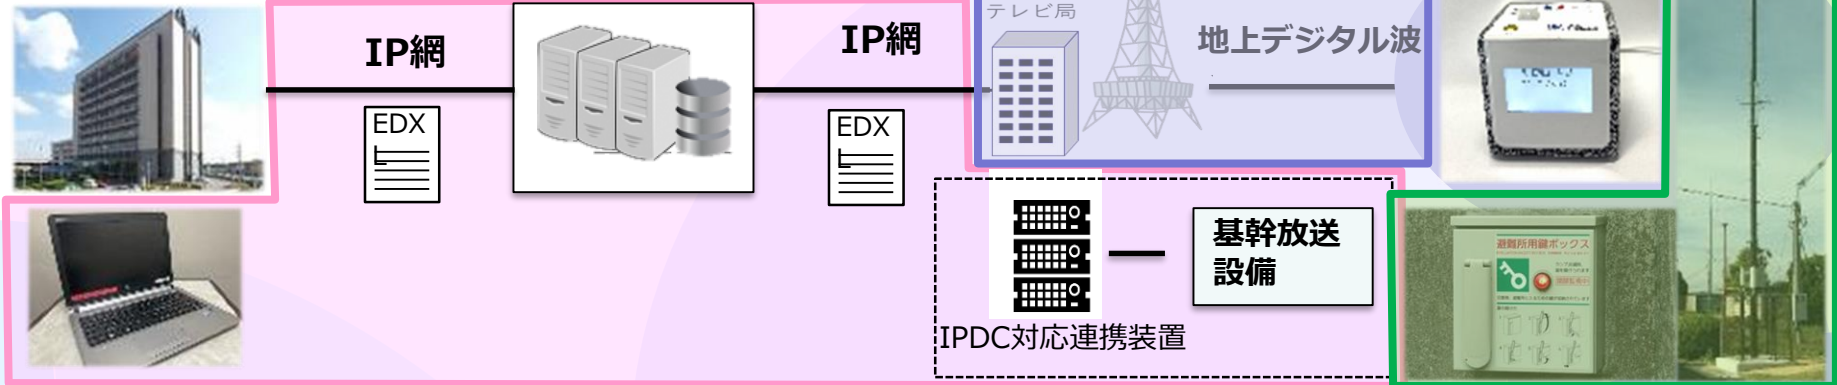 テレビ局
IP網
IP網
地上デジタル波
EDX
EDX
基幹放送
設備
IPDC対応連携装置
避難所用鍵ボックス